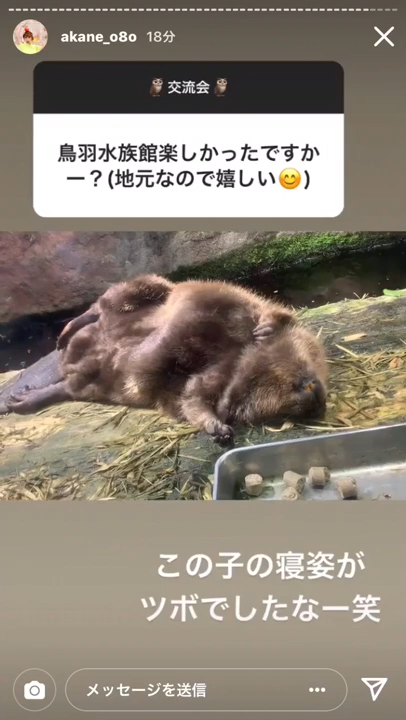 akane_o8o 18分
🦉交流会🦉
鳥羽水族館楽しかったですか
ー？(地元なので嬉しい😊)
この子の寝姿が
ツボでしたなー笑
メッセージを送信